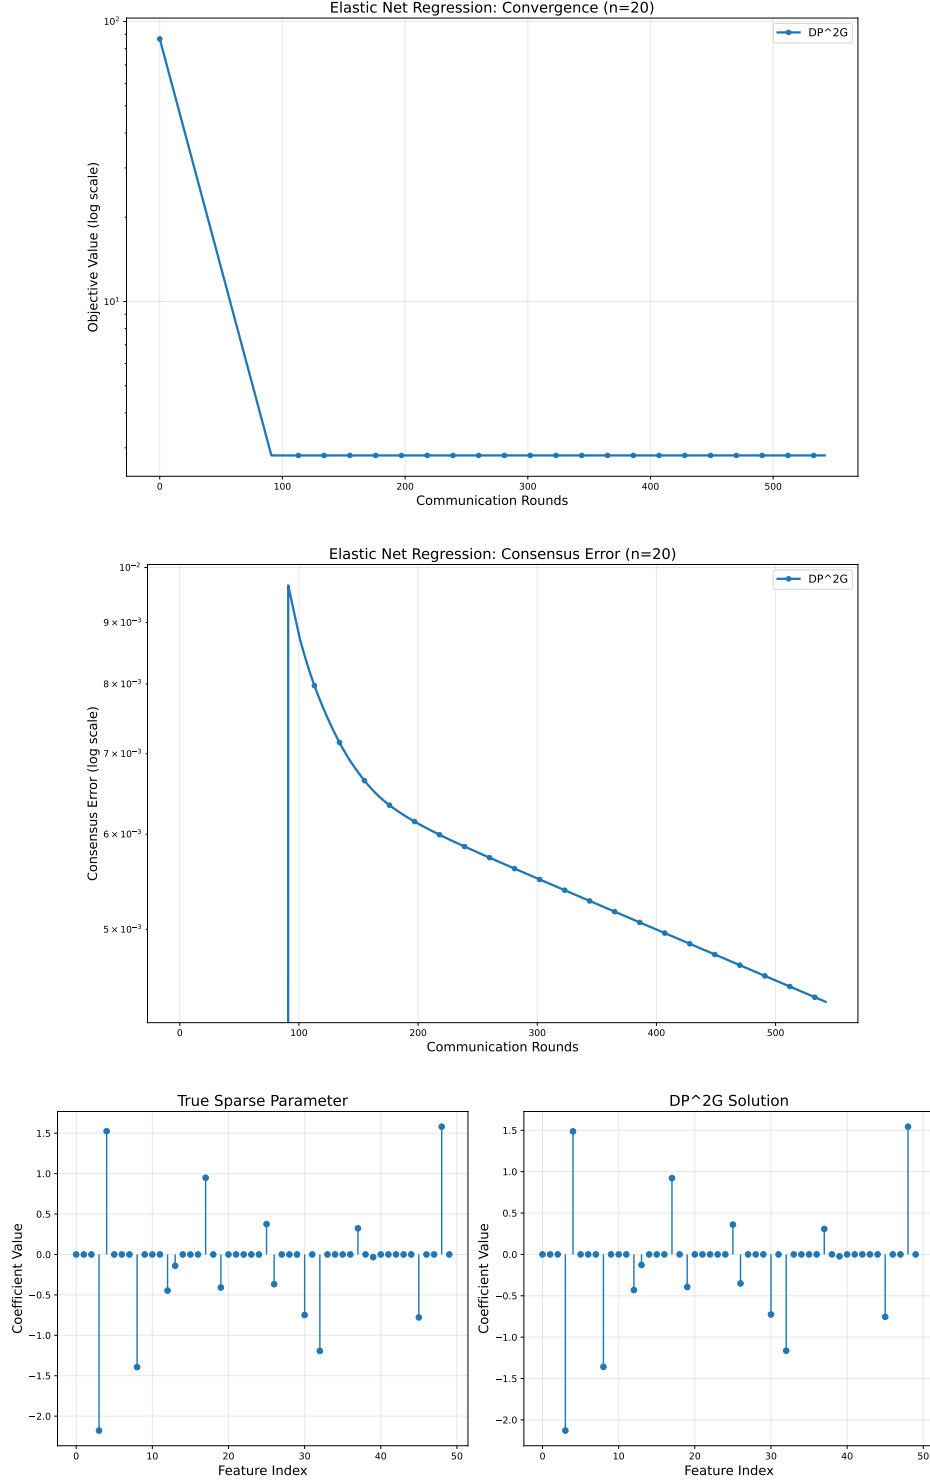 Elastic Net Regression: Convergence (n=20)
DP^2G
10²
10¹
Objective Value (log scale)
0 100 200 300 400 500
Communication Rounds
Elastic Net Regression: Consensus Error (n=20)
DP^2G
10⁻²
9 × 10⁻³
8 × 10⁻³
7 × 10⁻³
6 × 10⁻³
5 × 10⁻³
Consensus Error (log scale)
0 100 200 300 400 500
Communication Rounds
True Sparse Parameter
1.5
1.0
0.5
0.0
−0.5
−1.0
−1.5
−2.0
Coefficient Value
0 10 20 30 40 50
Feature Index
DP^2G Solution
1.5
1.0
0.5
0.0
−0.5
−1.0
−1.5
−2.0
Coefficient Value
0 10 20 30 40 50
Feature Index